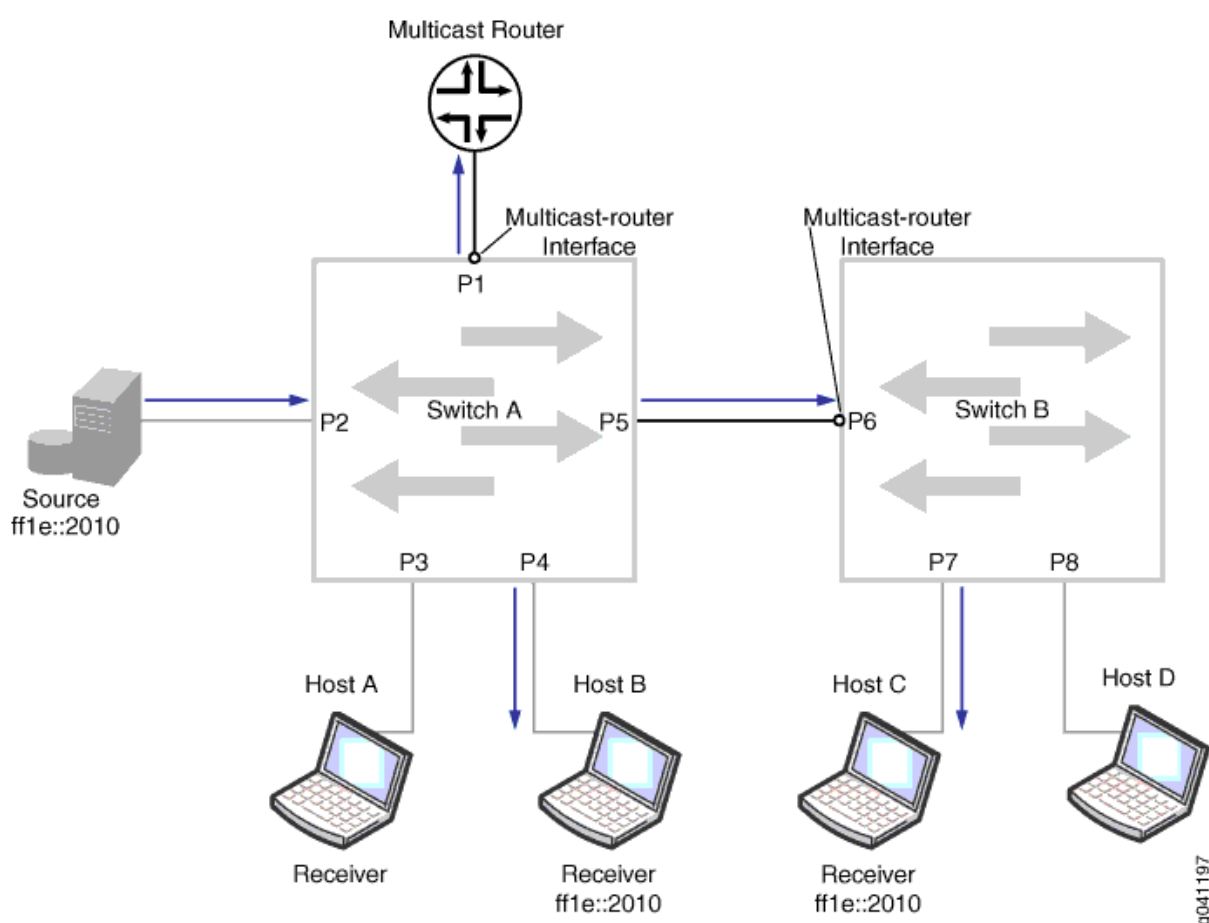 Multicast Router
Multicast-router
Interface
Multicast-router
Interface
P1
Switch A
P2
P5
P6
Switch B
Source
ff1e::2010
P3
P4
P7
P8
Host A
Host B
Host C
Host D
Receiver
Receiver
ff1e::2010
Receiver
ff1e::2010
g041197